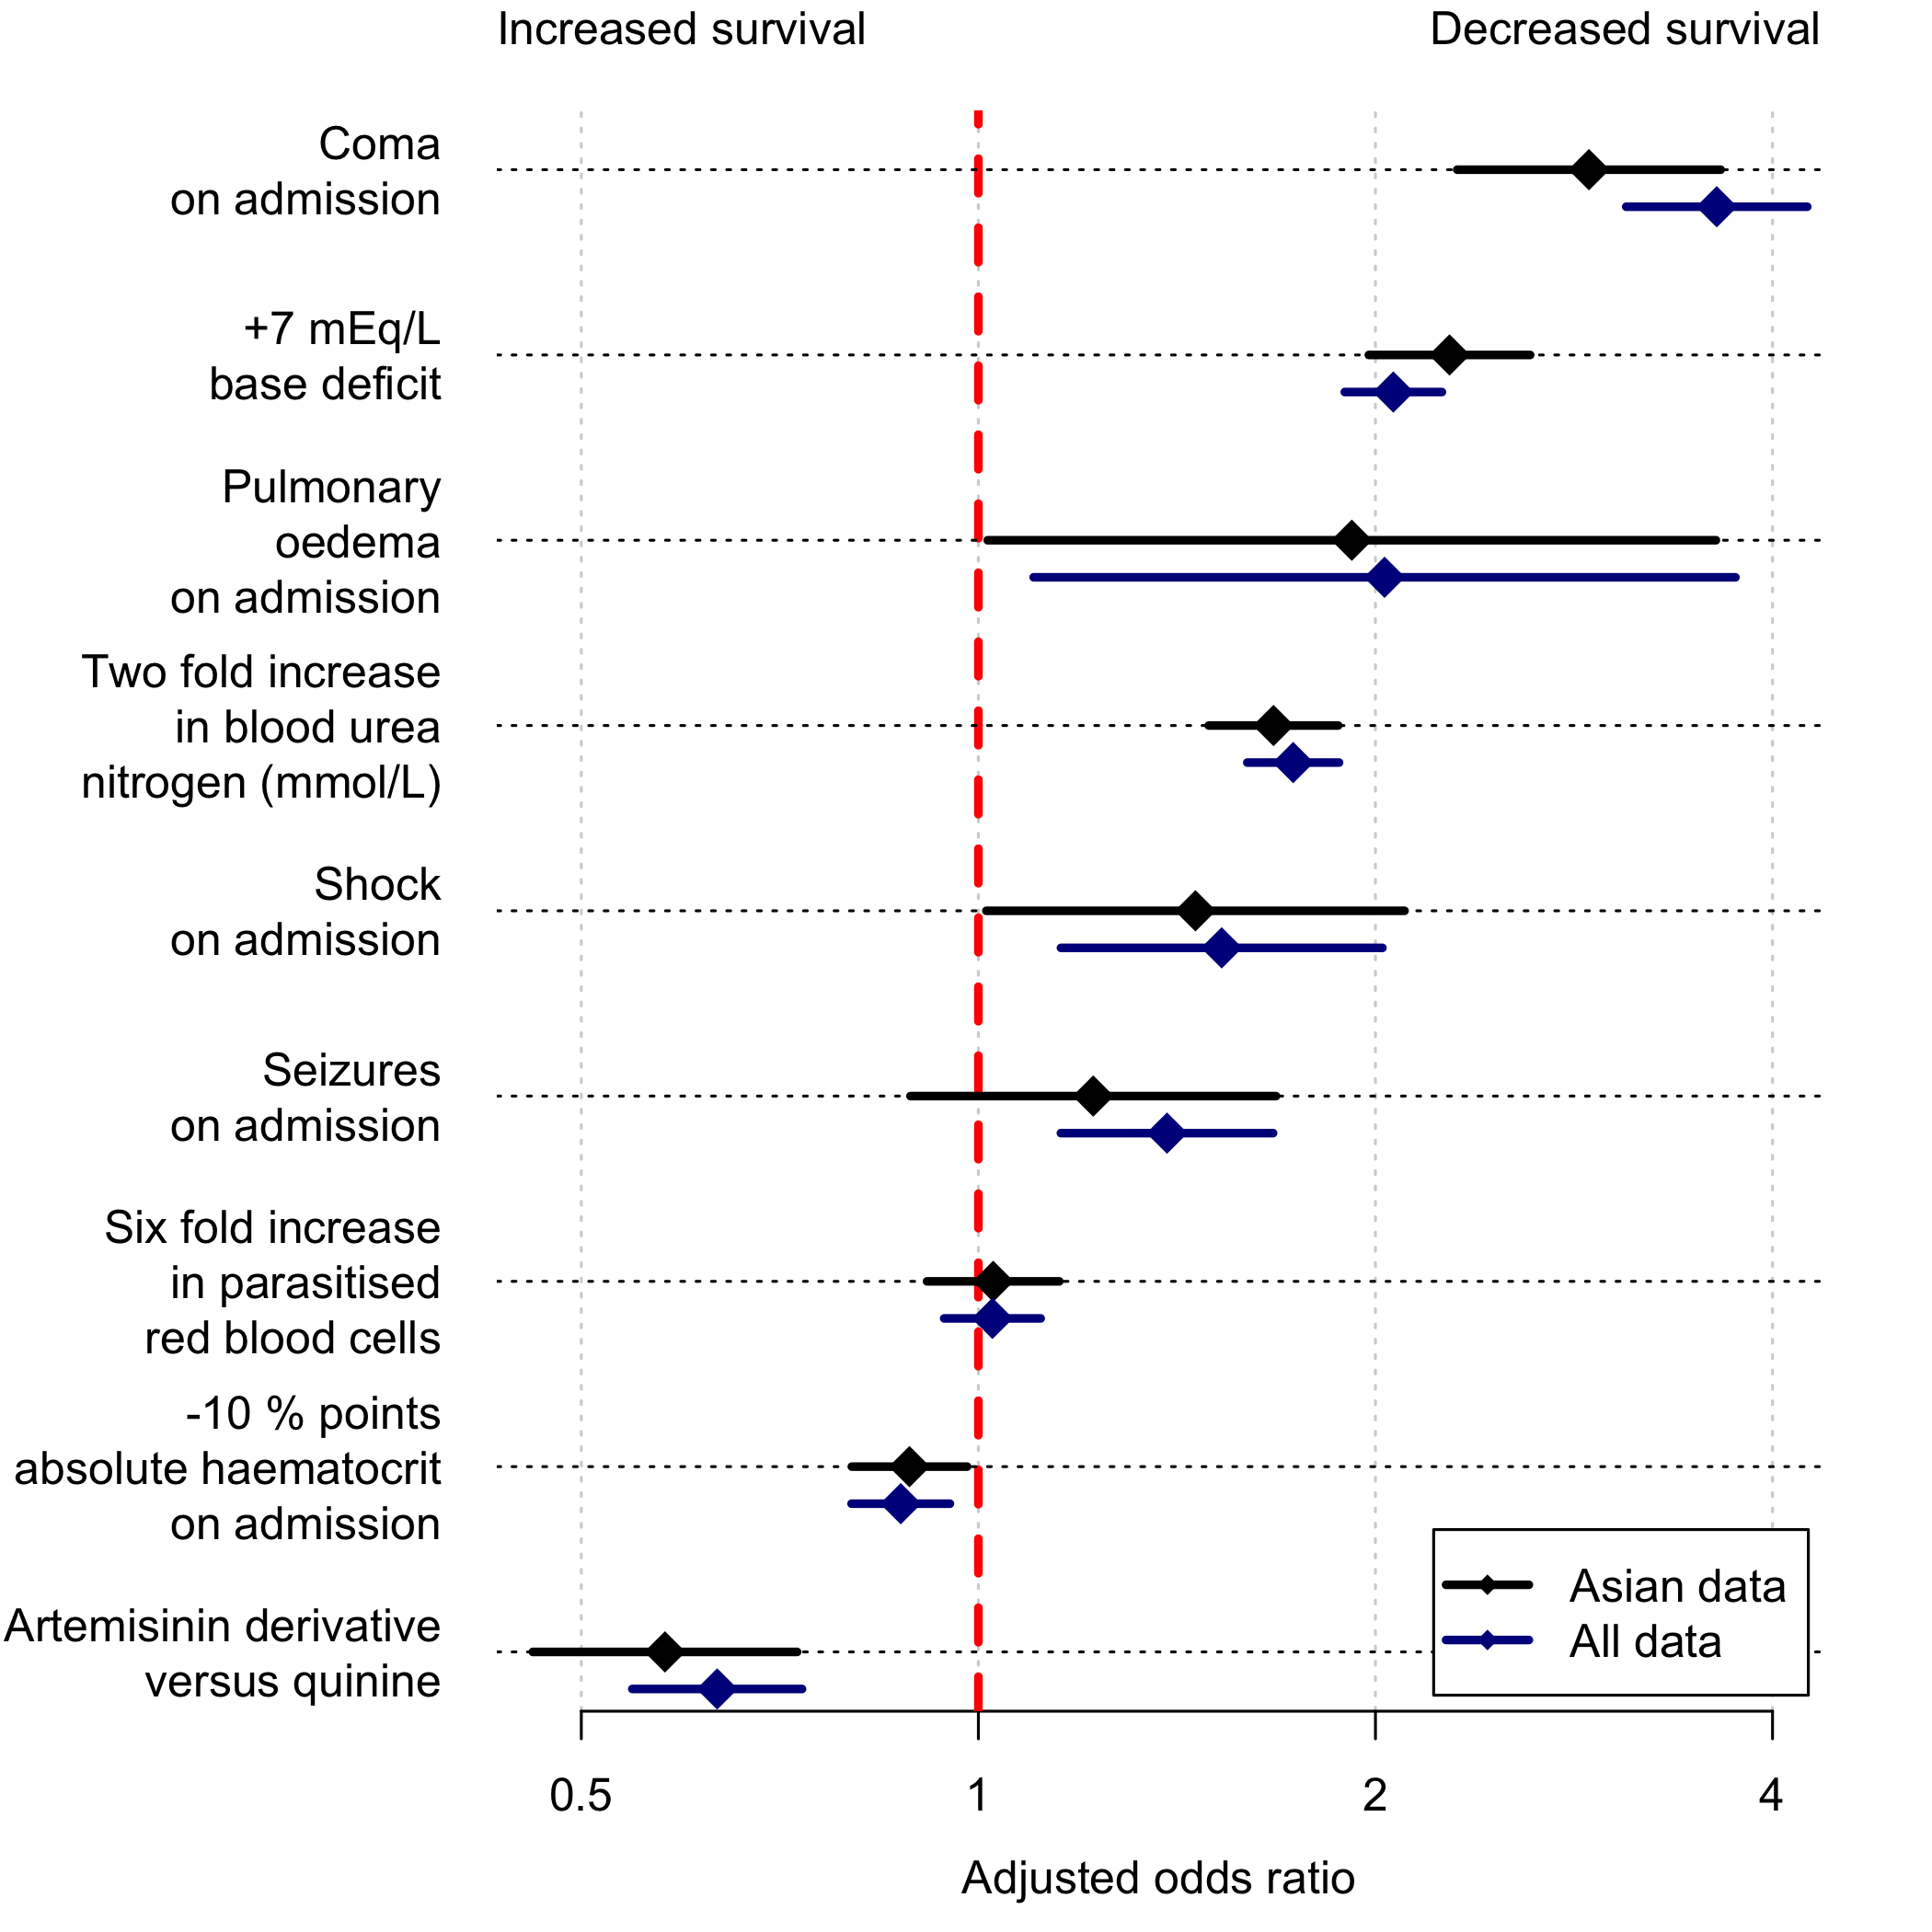 Increased survival
Decreased survival
Coma
on admission
+7 mEq/L
base deficit
Pulmonary
oedema
on admission
Two fold increase
in blood urea
nitrogen (mmol/L)
Shock
on admission
Seizures
on admission
Six fold increase
in parasitised
red blood cells
-10 % points
absolute haematocrit
on admission
Artemisinin derivative
versus quinine
Asian data
All data
0.5
1
2
4
Adjusted odds ratio